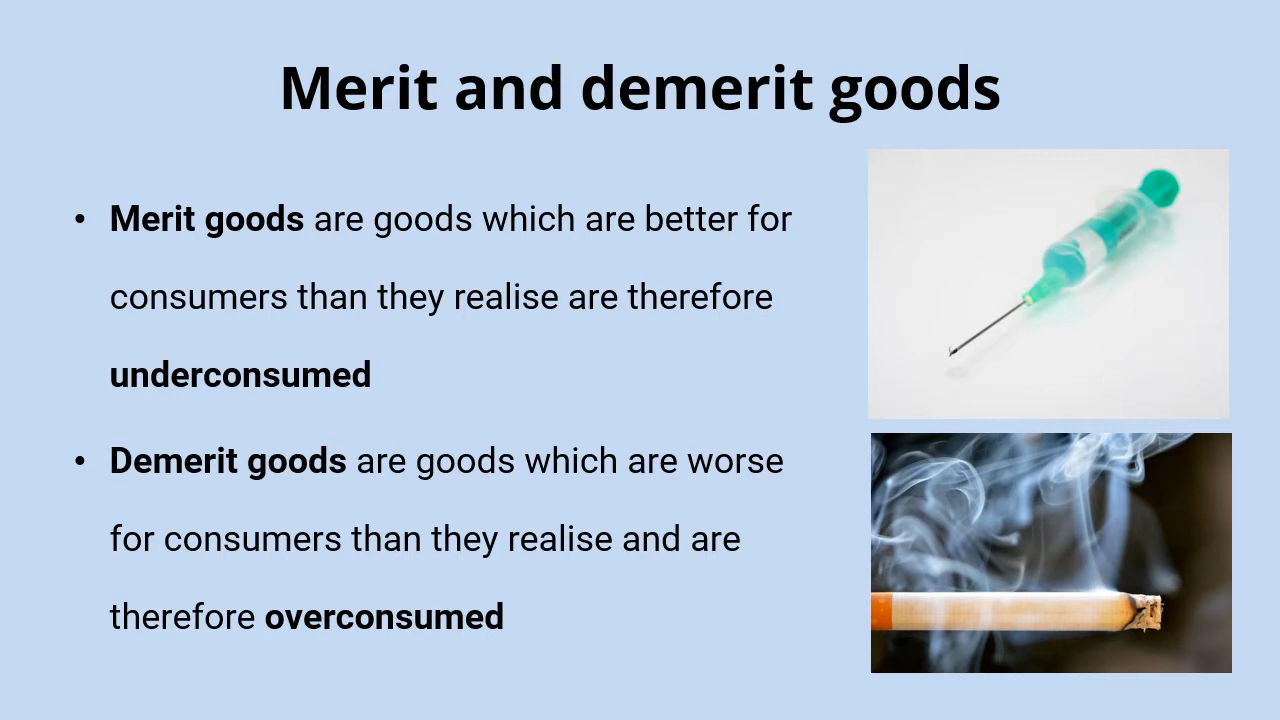 Merit and demerit goods
• Merit goods are goods which are better for
consumers than they realise are therefore
underconsumed
• Demerit goods are goods which are worse
for consumers than they realise and are
therefore overconsumed